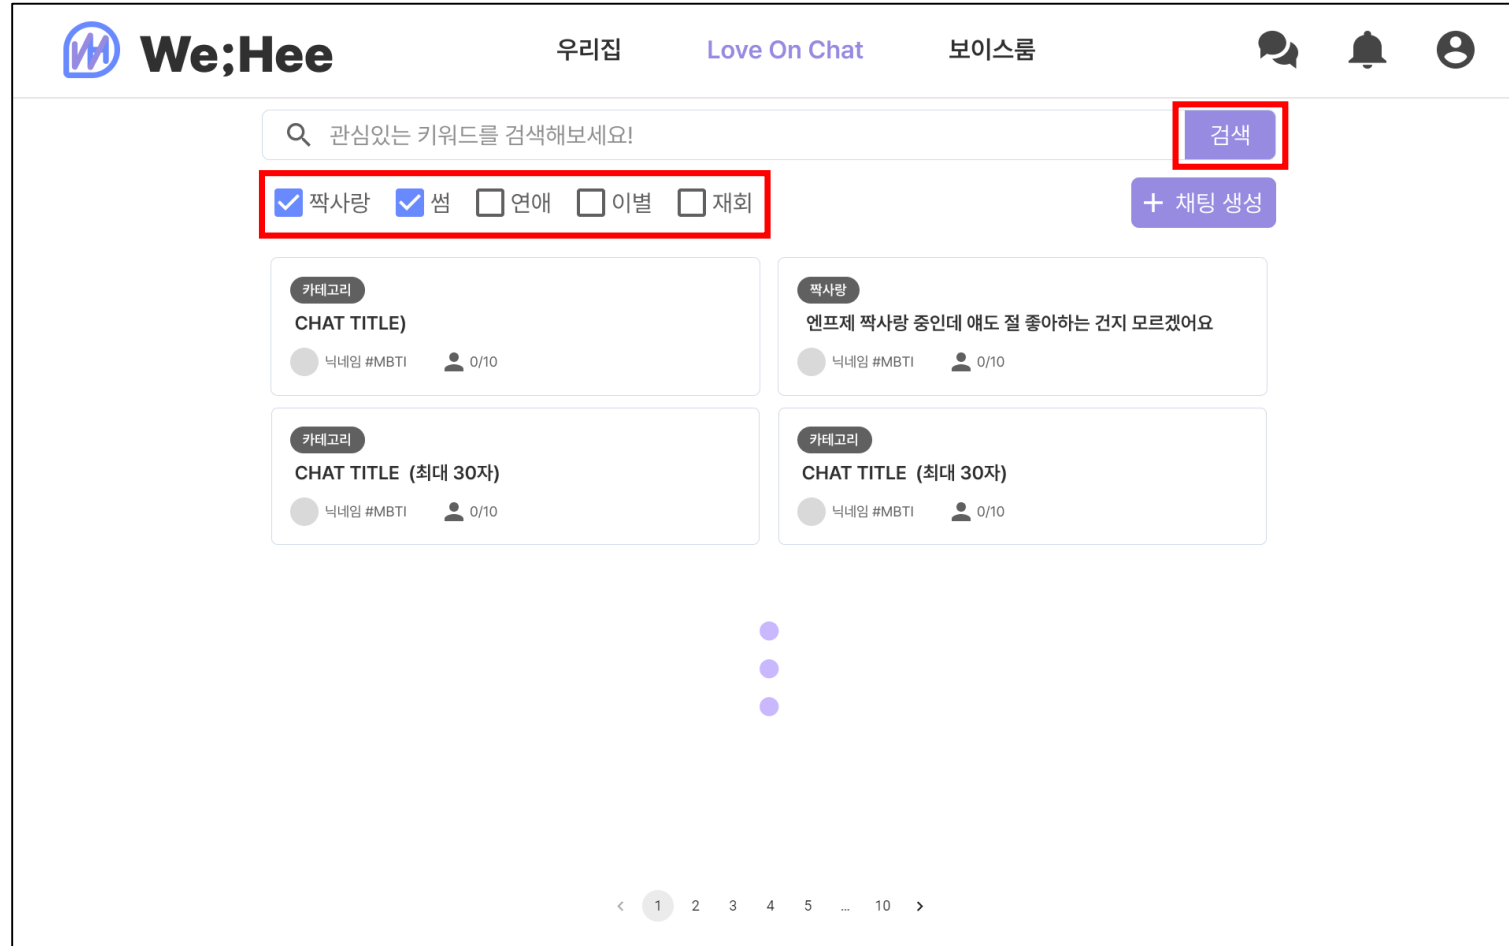 We;Hee
우리집 Love On Chat 보이스룸
관심있는 키워드를 검색해보세요! 검색
짝사랑 썸 연애 이별 재회 + 채팅 생성
카테고리
CHAT TITLE)
닉네임 #MBTI 0/10
짝사랑
엔프제 짝사랑 중인데 얘도 절 좋아하는 건지 모르겠어요
닉네임 #MBTI 0/10
카테고리
CHAT TITLE (최대 30자)
닉네임 #MBTI 0/10
카테고리
CHAT TITLE (최대 30자)
닉네임 #MBTI 0/10
< 1 2 3 4 5 ... 10 >